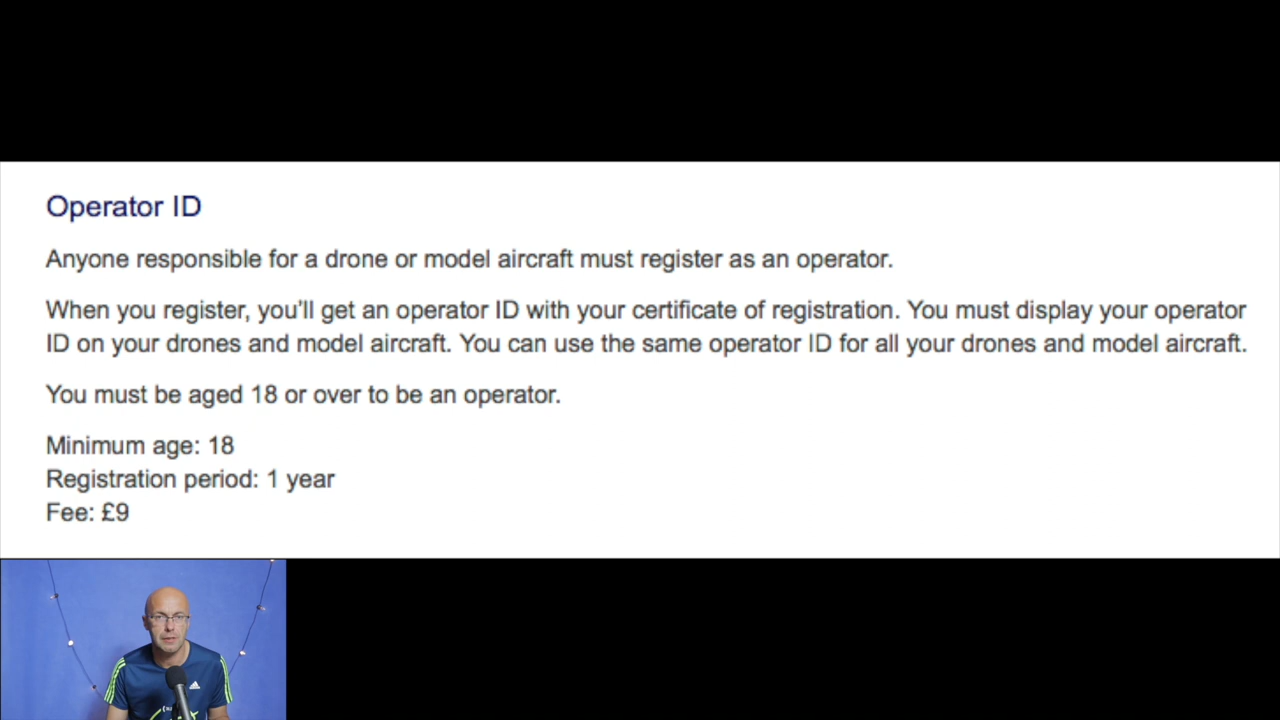 Operator ID
Anyone responsible for a drone or model aircraft must register as an operator.
When you register, you'll get an operator ID with your certificate of registration. You must display your operator
ID on your drones and model aircraft. You can use the same operator ID for all your drones and model aircraft.
You must be aged 18 or over to be an operator.
Minimum age: 18
Registration period: 1 year
Fee: £9